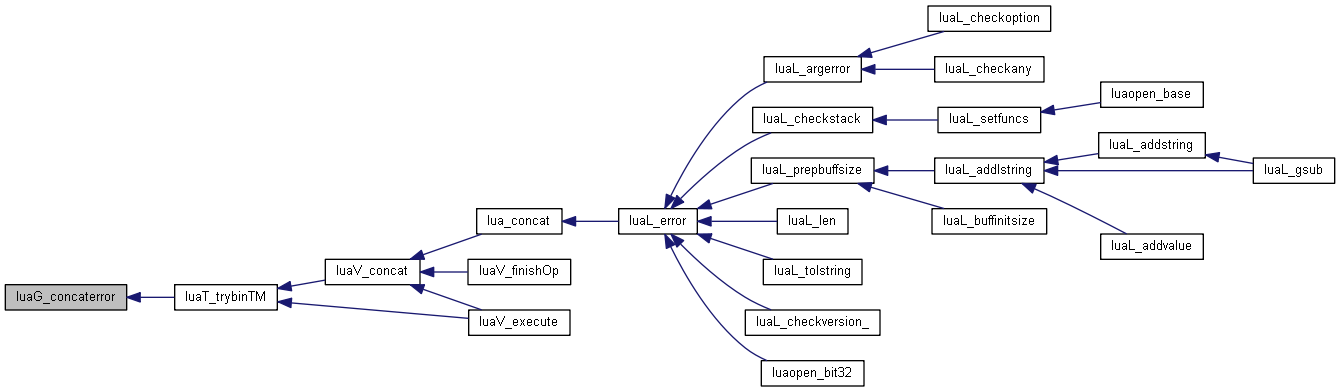 luaL_checkoption
luaL_argerror
luaL_checkany
luaopen_base
luaL_checkstack
luaL_setfuncs
luaL_addstring
luaL_prepbuffsize
luaL_addlstring
luaL_gsub
lua_concat
luaL_error
luaL_len
luaL_buffinitsize
luaL_addvalue
luaV_concat
luaV_finishOp
luaL_tolstring
luaG_concaterror
luaT_trybinTM
luaV_execute
luaL_checkversion_
luaopen_bit32